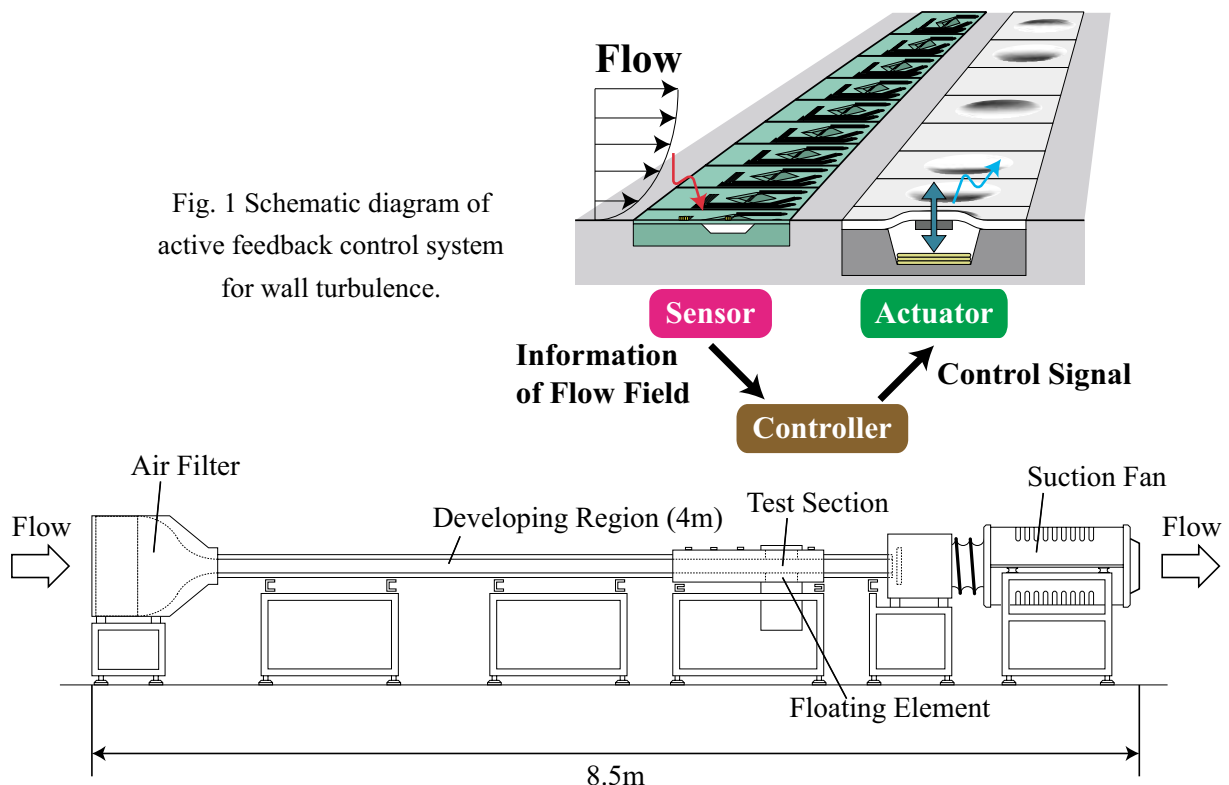 Flow
Fig. 1 Schematic diagram of
active feedback control system
for wall turbulence.
Sensor
Actuator
Information
of Flow Field
Control Signal
Controller
Air Filter
Suction Fan
Test Section
Flow
Developing Region (4m)
Flow
Floating Element
8.5m